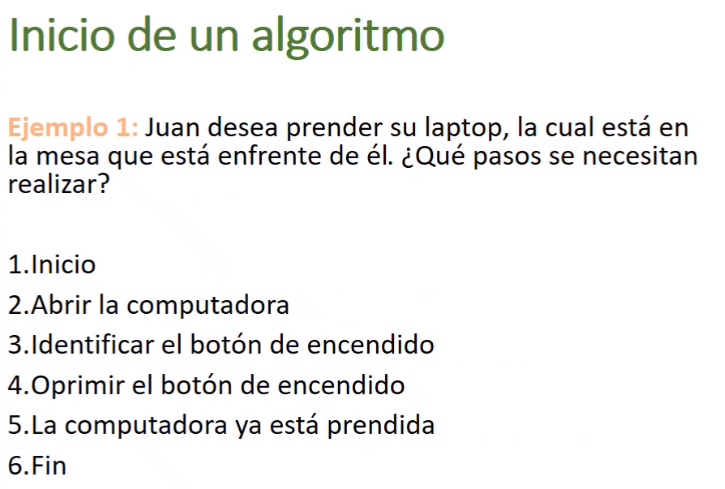 Inicio de un algoritmo
Ejemplo 1: Juan desea prender su laptop, la cual está en
la mesa que está enfrente de él. ¿Qué pasos se necesitan
realizar?
1.Inicio
2.Abrir la computadora
3.Identificar el botón de encendido
4.Oprimir el botón de encendido
5.La computadora ya está prendida
6.Fin